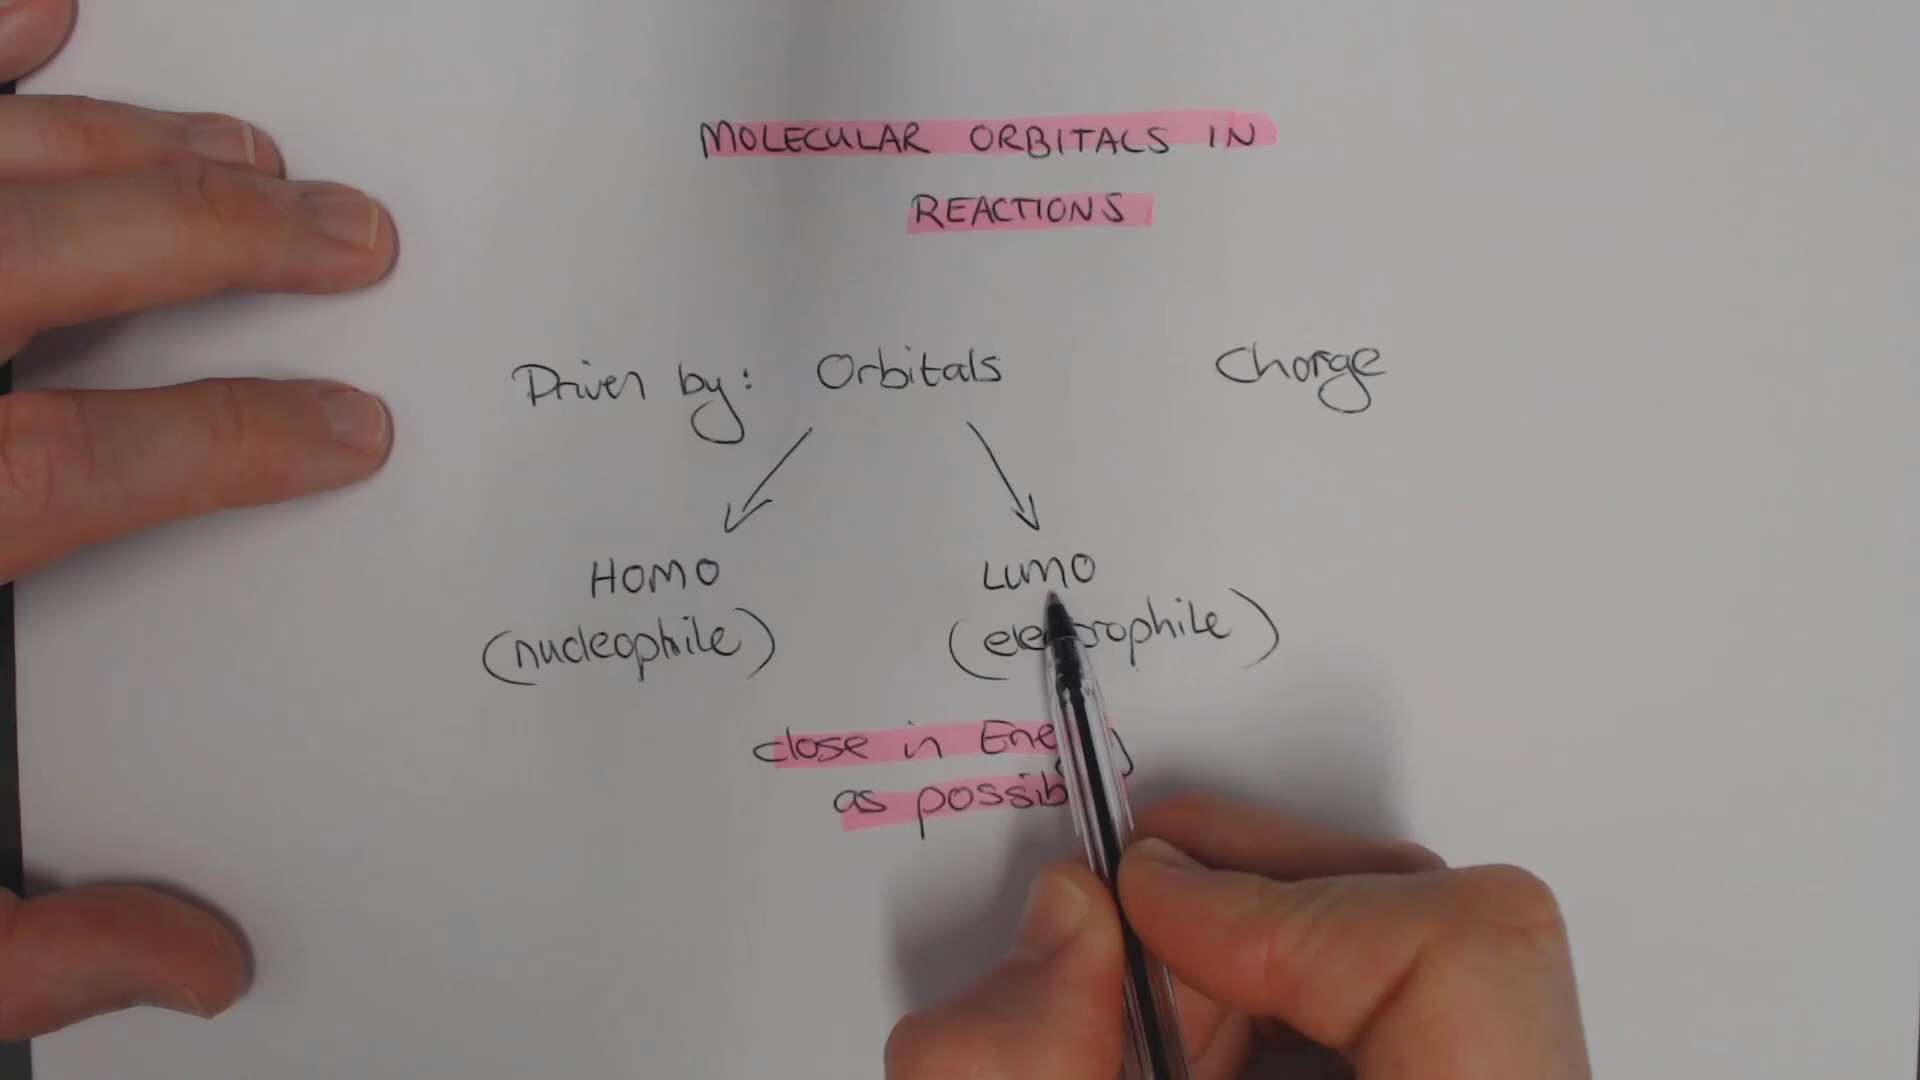 MOLECULAR ORBITALS IN
REACTIONS
Driven by: Orbitals Charge
HOMO LUMO
(nucleophile) (electrophile)
close in Energy
as possible